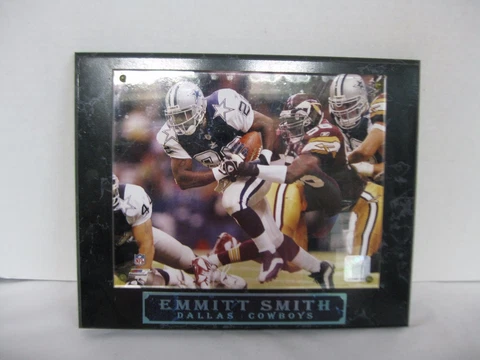 EMMITT SMITH
DALLAS COWBOYS